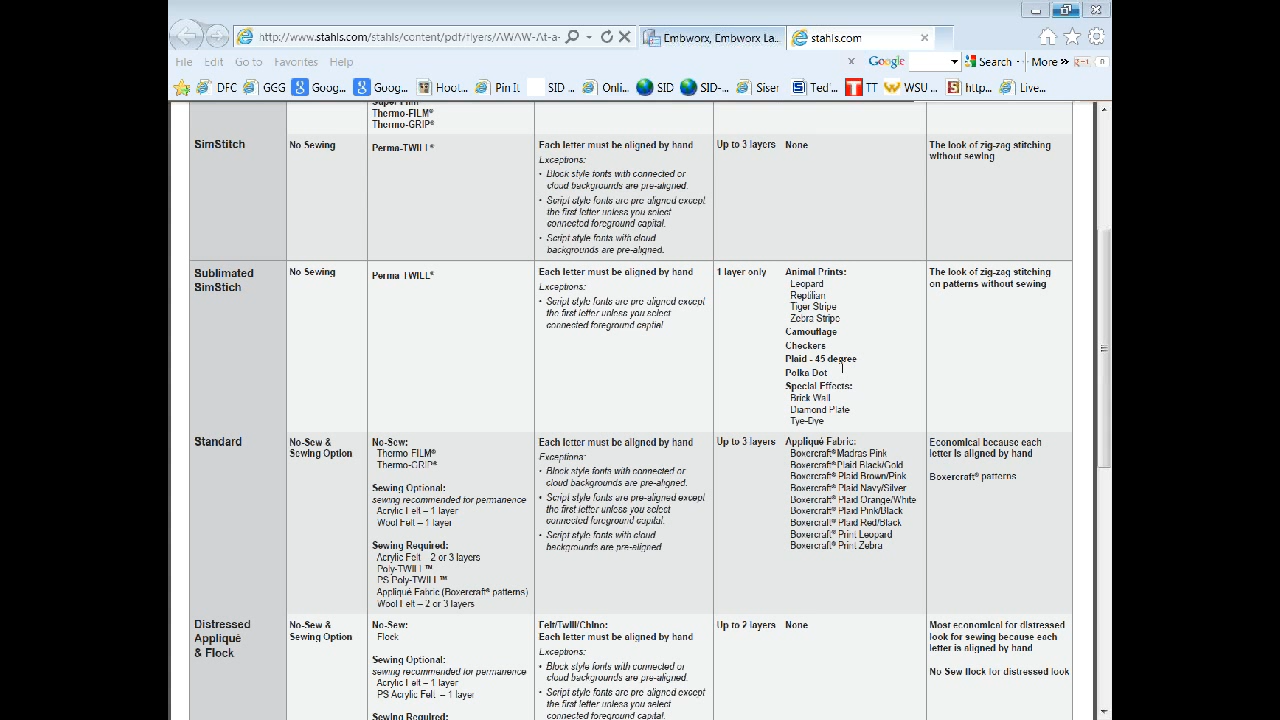 http://www.stahls.com/stahls/content/pdf/flyers/AW/AW-At-a-
Embworx, Embworx La...
stahls.com
File Edit Go to Favorites Help
Google
Search
More »
+1 0
DFC
GGG
Goog...
Goog...
Hoot...
Pin It
SID ...
Onli...
SID
SID-...
Siser
Ted'...
TT
WSU ...
http...
Live...
Super Film
Thermo-FILM®
Thermo-GRIP®
SimStitch
No Sewing
Perma-TWILL®
Each letter must be aligned by hand
Exceptions:
• Block style fonts with connected or
cloud backgrounds are pre-aligned.
• Script style fonts are pre-aligned except
the first letter unless you select
connected foreground capital.
• Script style fonts with cloud
backgrounds are pre-aligned.
Up to 3 layers
None
The look of zig-zag stitching
without sewing
Sublimated
SimStich
No Sewing
Perma-TWILL®
Each letter must be aligned by hand
Exceptions:
• Script style fonts are pre-aligned except
the first letter unless you select
connected foreground captial
1 layer only
Animal Prints:
Leopard
Reptilian
Tiger Stripe
Zebra Stripe
Camouflage
Checkers
Plaid - 45 degree
Polka Dot
Special Effects:
Brick Wall
Diamond Plate
Tye-Dye
The look of zig-zag stitching
on patterns without sewing
Standard
No-Sew &
Sewing Option
No-Sew:
Thermo-FILM®
Thermo-GRIP®
Sewing Optional:
sewing recommended for permanence
Acrylic Felt – 1 layer
Wool Felt – 1 layer
Sewing Required:
Acrylic Felt – 2 or 3 layers
Poly-TWILL™
PS Poly-TWILL™
Appliqué Fabric (Boxercraft® patterns)
Wool Felt – 2 or 3 layers
Each letter must be aligned by hand
Exceptions:
• Block style fonts with connected or
cloud backgrounds are pre-aligned.
• Script style fonts are pre-aligned except
the first letter unless you select
connected foreground capital.
• Script style fonts with cloud
backgrounds are pre-aligned
Up to 3 layers
Appliqué Fabric:
Boxercraft® Madras Pink
Boxercraft® Plaid Black/Gold
Boxercraft® Plaid Brown/Pink
Boxercraft® Plaid Navy/Silver
Boxercraft® Plaid Orange/White
Boxercraft® Plaid Pink/Black
Boxercraft® Plaid Red/Black
Boxercraft® Print Leopard
Boxercraft® Print Zebra
Economical because each
letter is aligned by hand
Boxercraft® patterns
Distressed
Appliqué
& Flock
No-Sew &
Sewing Option
No-Sew:
Flock
Sewing Optional:
sewing recommended for permanence
Acrylic Felt – 1 layer
PS Acrylic Felt – 1 layer
Sewing Required:
Felt/Twill/Chino:
Each letter must be aligned by hand
Exceptions:
• Block style fonts with connected or
cloud backgrounds are pre-aligned.
• Script style fonts are pre-aligned except
the first letter unless you select
connected foreground capital.
Up to 2 layers
None
Most economical for distressed
look for sewing because each
letter is aligned by hand
No Sew flock for distressed look